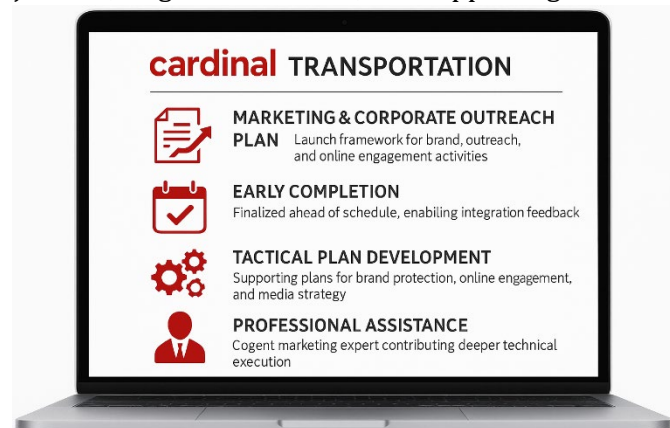 cardinal TRANSPORTATION
MARKETING & CORPORATE OUTREACH
PLAN Launch framework for brand, outreach,
and online engagement activities
EARLY COMPLETION
Finalized ahead of schedule, enabling integration feedback
TACTICAL PLAN DEVELOPMENT
Supporting plans for brand protection, online engagement,
and media strategy
PROFESSIONAL ASSISTANCE
Cogent marketing expert contributing deeper technical
execution